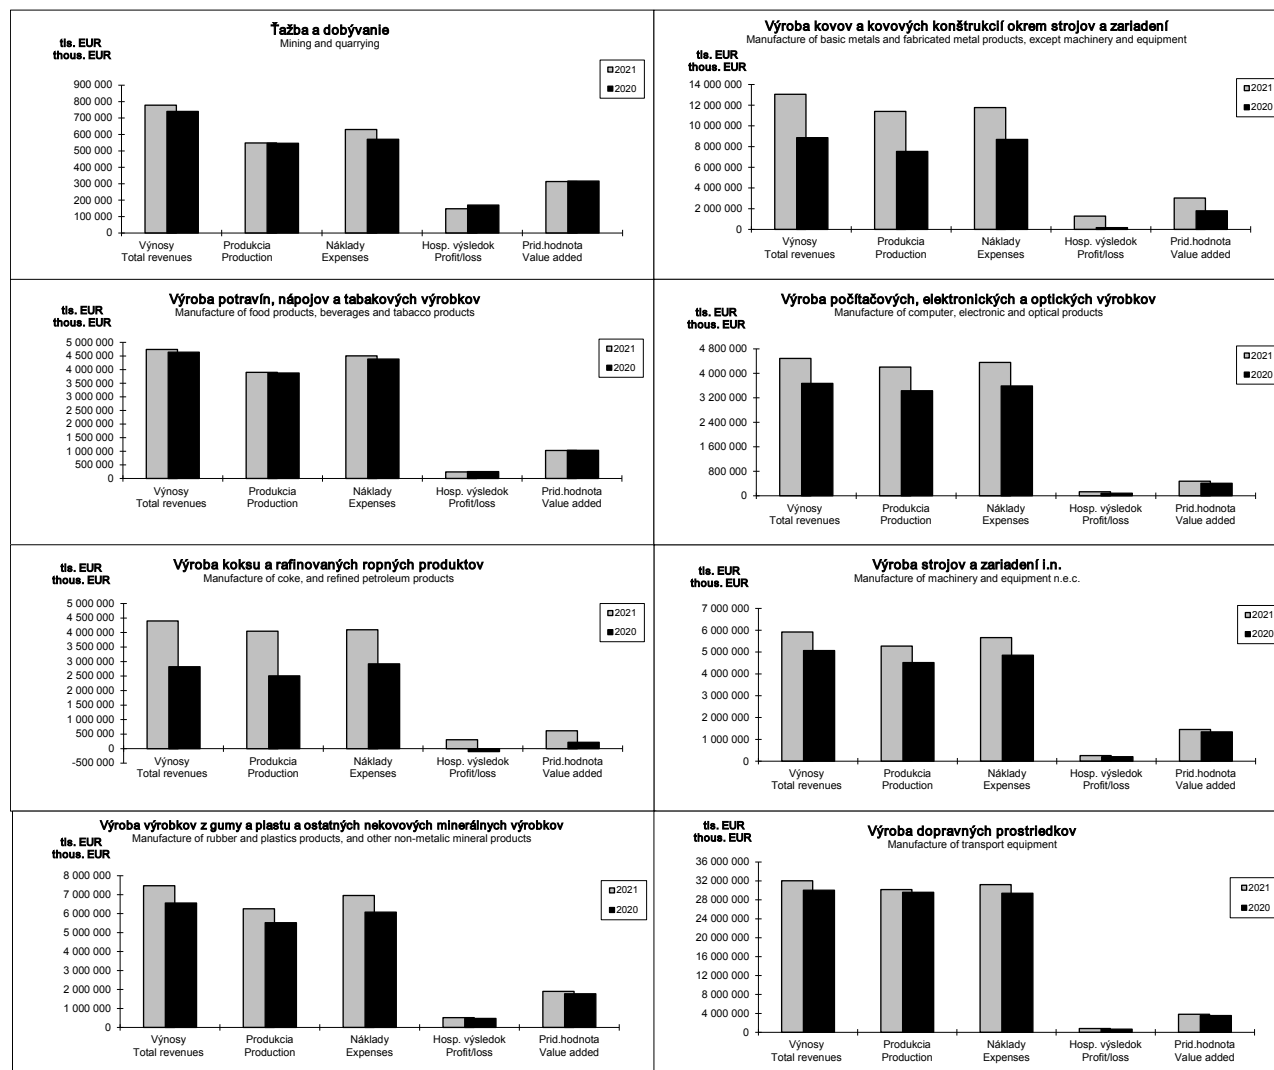 Ťažba a dobývanie
Mining and quarrying
tis. EUR
thous. EUR
2021
2020
900 000
800 000
700 000
600 000
500 000
400 000
300 000
200 000
100 000
0
Výnosy
Total revenues
Produkcia
Production
Náklady
Expenses
Hosp. výsledok
Profit/loss
Prid.hodnota
Value added
Výroba kovov a kovových konštrukcií okrem strojov a zariadení
Manufacture of basic metals and fabricated metal products, except machinery and equipment
tis. EUR
thous. EUR
2021
2020
14 000 000
12 000 000
10 000 000
8 000 000
6 000 000
4 000 000
2 000 000
0
Výnosy
Total revenues
Produkcia
Production
Náklady
Expenses
Hosp. výsledok
Profit/loss
Prid.hodnota
Value added
Výroba potravín, nápojov a tabakových výrobkov
Manufacture of food products, beverages and tabacco products
tis. EUR
thous. EUR
2021
2020
5 000 000
4 500 000
4 000 000
3 500 000
3 000 000
2 500 000
2 000 000
1 500 000
1 000 000
500 000
0
Výnosy
Total revenues
Produkcia
Production
Náklady
Expenses
Hosp. výsledok
Profit/loss
Prid.hodnota
Value added
Výroba počítačových, elektronických a optických výrobkov
Manufacture of computer, electronic and optical products
tis. EUR
thous. EUR
2021
2020
4 800 000
4 000 000
3 200 000
2 400 000
1 600 000
800 000
0
Výnosy
Total revenues
Produkcia
Production
Náklady
Expenses
Hosp. výsledok
Profit/loss
Prid.hodnota
Value added
Výroba koksu a rafinovaných ropných produktov
Manufacture of coke, and refined petroleum products
tis. EUR
thous. EUR
2021
2020
5 000 000
4 500 000
4 000 000
3 500 000
3 000 000
2 500 000
2 000 000
1 500 000
1 000 000
500 000
0
-500 000
Výnosy
Total revenues
Produkcia
Production
Náklady
Expenses
Hosp. výsledok
Profit/loss
Prid.hodnota
Value added
Výroba strojov a zariadení i.n.
Manufacture of machinery and equipment n.e.c.
tis. EUR
thous. EUR
2021
2020
7 000 000
6 000 000
5 000 000
4 000 000
3 000 000
2 000 000
1 000 000
0
Výnosy
Total revenues
Produkcia
Production
Náklady
Expenses
Hosp. výsledok
Profit/loss
Prid.hodnota
Value added
Výroba výrobkov z gumy a plastu a ostatných nekovových minerálnych výrobkov
Manufacture of rubber and plastics products, and other non-metalic mineral products
tis. EUR
thous. EUR
2021
2020
8 000 000
7 000 000
6 000 000
5 000 000
4 000 000
3 000 000
2 000 000
1 000 000
0
Výnosy
Total revenues
Produkcia
Production
Náklady
Expenses
Hosp. výsledok
Profit/loss
Prid.hodnota
Value added
Výroba dopravných prostriedkov
Manufacture of transport equipment
tis. EUR
thous. EUR
2021
2020
36 000 000
32 000 000
28 000 000
24 000 000
20 000 000
16 000 000
12 000 000
8 000 000
4 000 000
0
Výnosy
Total revenues
Produkcia
Production
Náklady
Expenses
Hosp. výsledok
Profit/loss
Prid.hodnota
Value added